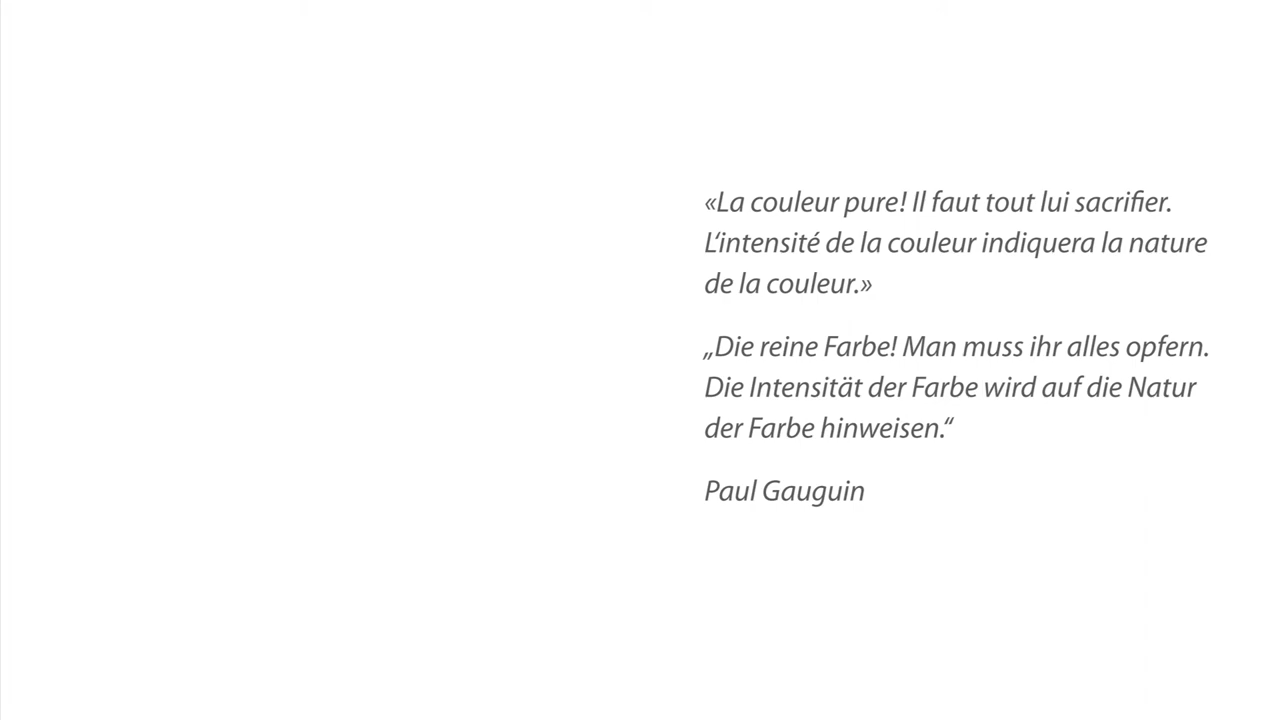 «La couleur pure! Il faut tout lui sacrifier.
L‘intensité de la couleur indiquera la nature
de la couleur.»
„Die reine Farbe! Man muss ihr alles opfern.
Die Intensität der Farbe wird auf die Natur
der Farbe hinweisen.“
Paul Gauguin